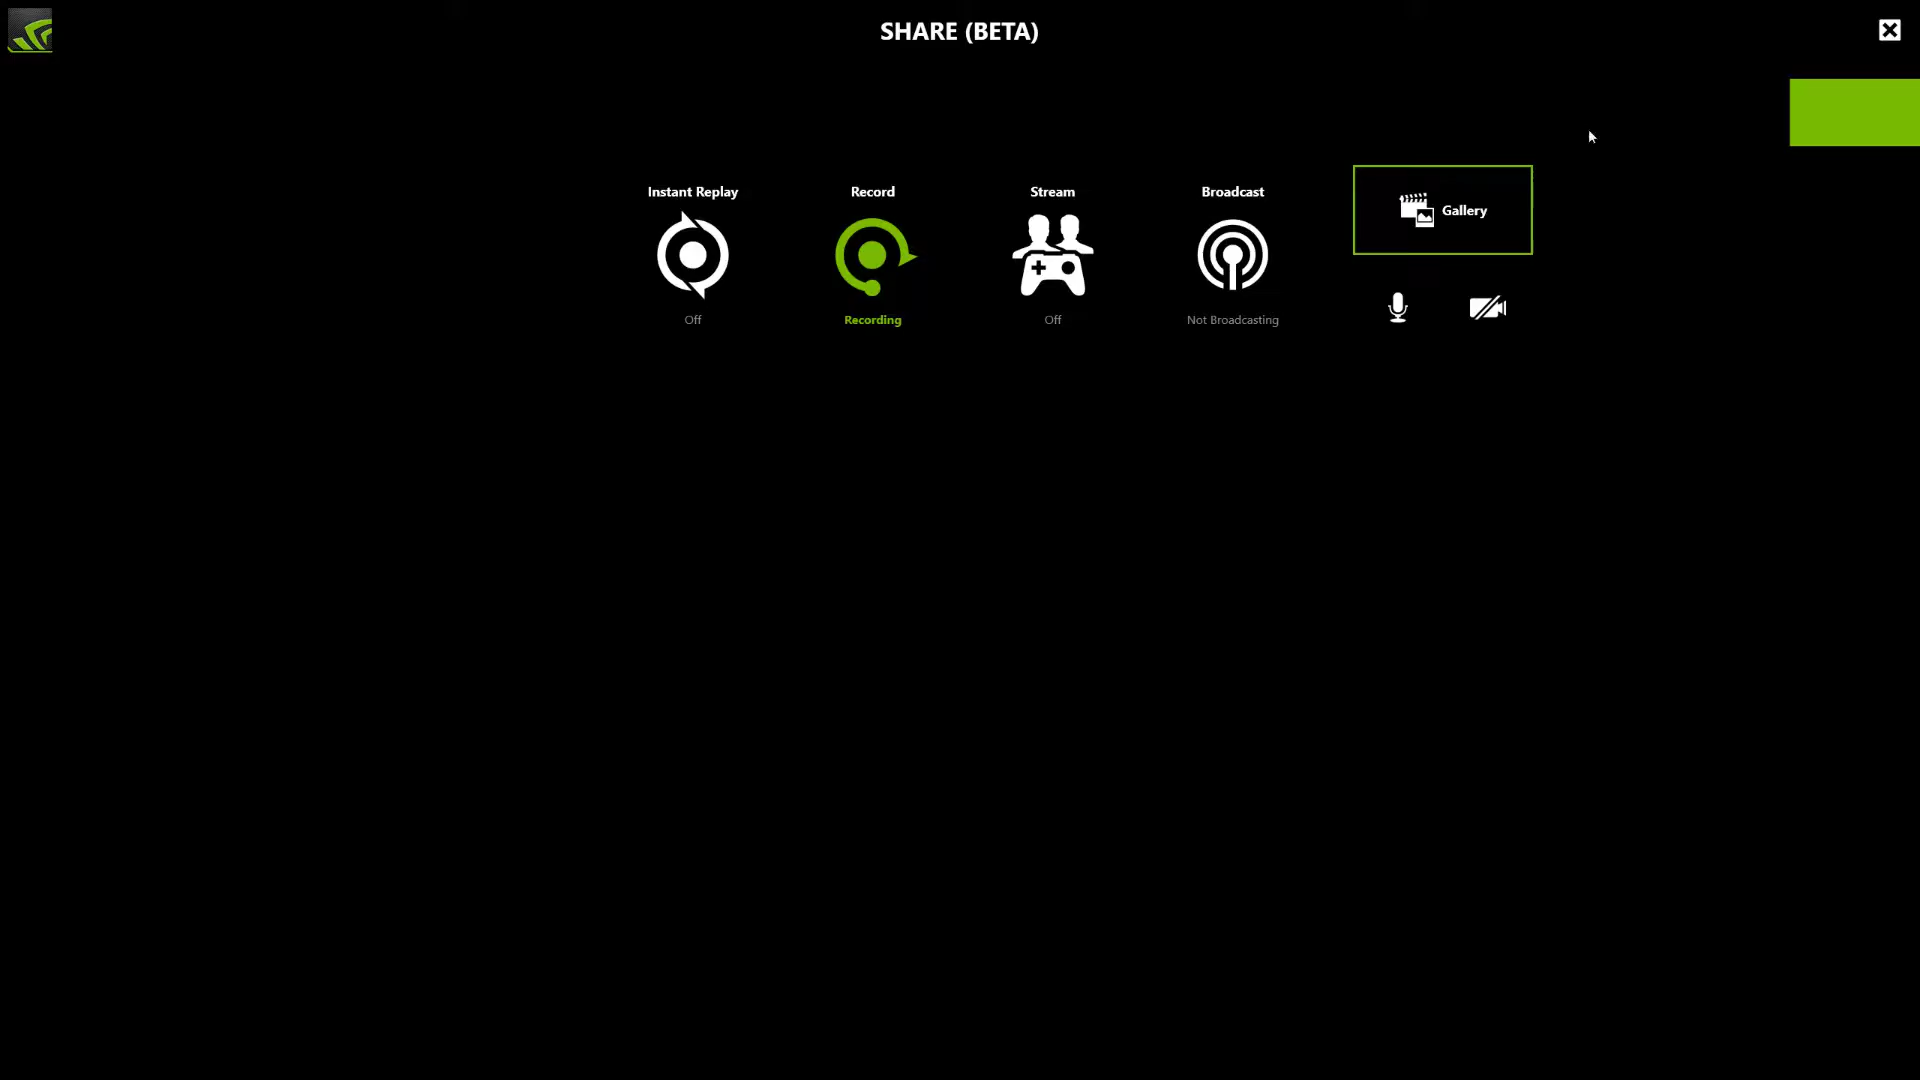 SHARE (BETA)
Instant Replay
Record
Stream
Broadcast
Gallery
Off
Recording
Off
Not Broadcasting